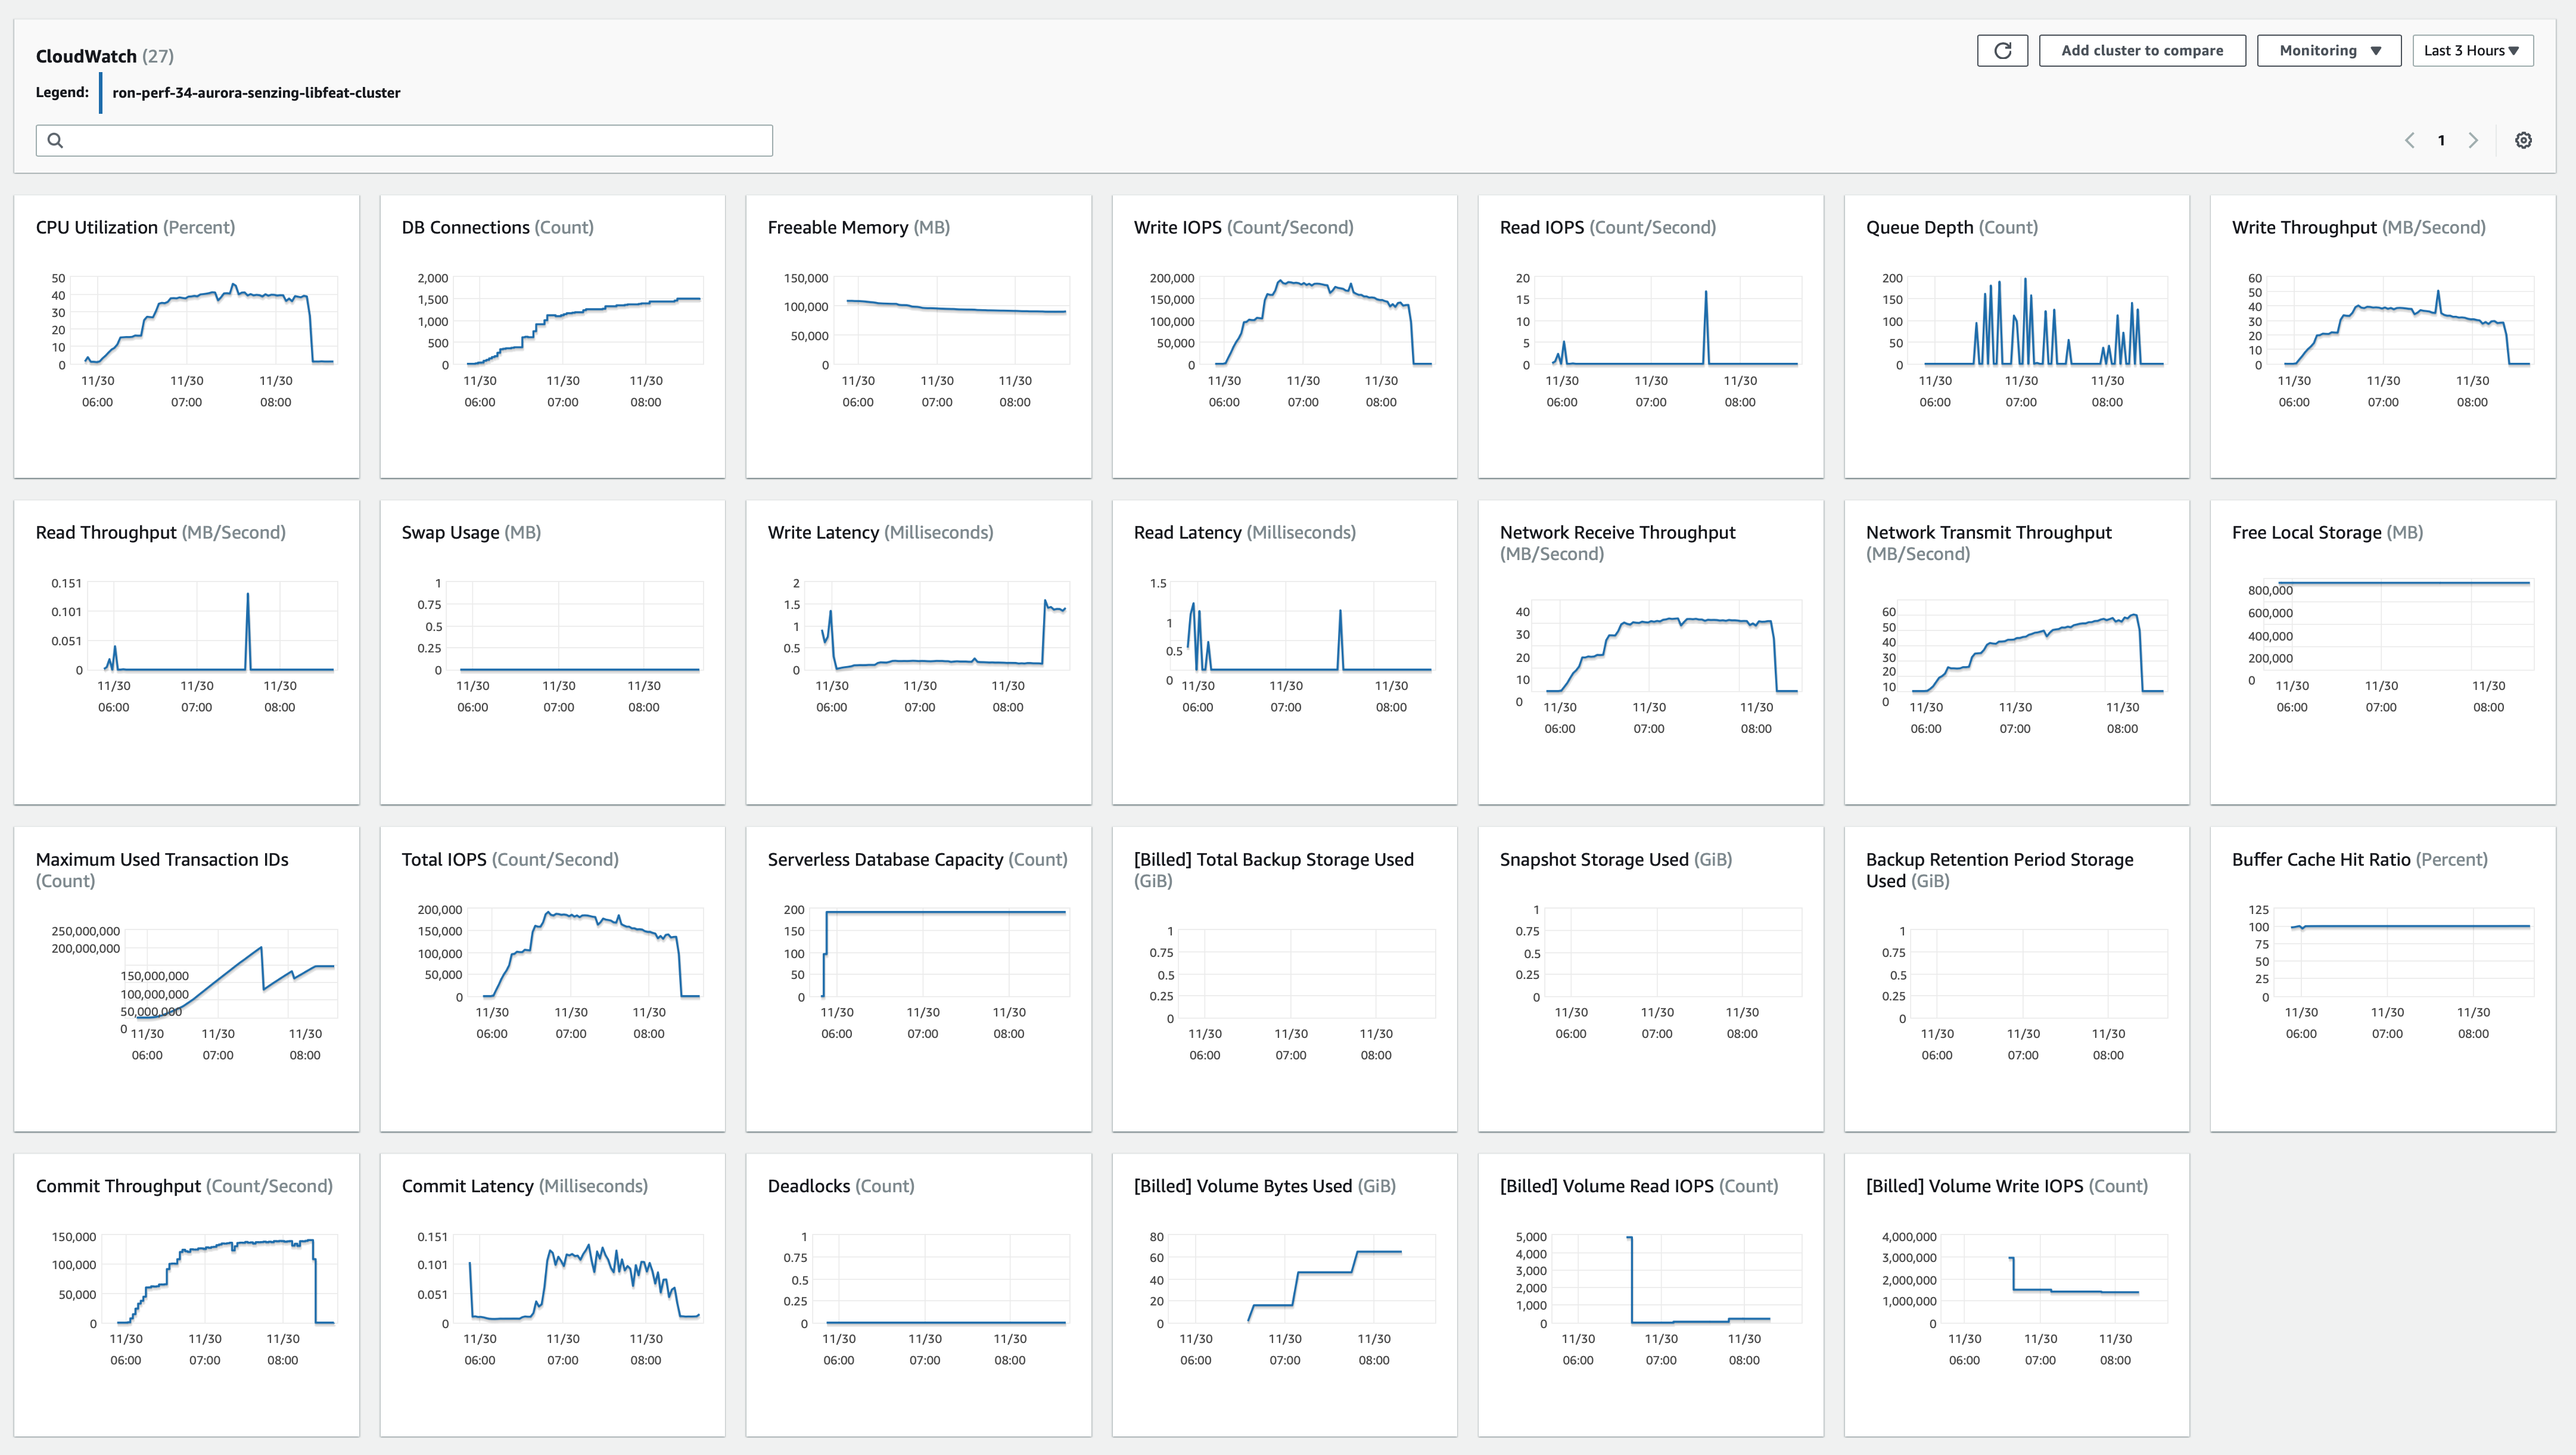 CloudWatch (27)
Add cluster to compare
Monitoring
Last 3 Hours
Legend:
ron-perf-34-aurora-senzing-libfeat-cluster
1
CPU Utilization (Percent)
50
40
30
20
10
0
11/30 11/30 11/30
06:00 07:00 08:00
DB Connections (Count)
2,000
1,500
1,000
500
0
11/30 11/30 11/30
06:00 07:00 08:00
Freeable Memory (MB)
150,000
100,000
50,000
0
11/30 11/30 11/30
06:00 07:00 08:00
Write IOPS (Count/Second)
200,000
150,000
100,000
50,000
0
11/30 11/30 11/30
06:00 07:00 08:00
Read IOPS (Count/Second)
20
15
10
5
0
11/30 11/30 11/30
06:00 07:00 08:00
Queue Depth (Count)
200
150
100
50
0
11/30 11/30 11/30
06:00 07:00 08:00
Write Throughput (MB/Second)
60
50
40
30
20
10
0
11/30 11/30 11/30
06:00 07:00 08:00
Read Throughput (MB/Second)
0.151
0.101
0.051
0
11/30 11/30 11/30
06:00 07:00 08:00
Swap Usage (MB)
1
0.75
0.5
0.25
0
11/30 11/30 11/30
06:00 07:00 08:00
Write Latency (Milliseconds)
2
1.5
1
0.5
0
11/30 11/30 11/30
06:00 07:00 08:00
Read Latency (Milliseconds)
1.5
1
0.5
0
11/30 11/30 11/30
06:00 07:00 08:00
Network Receive Throughput
(MB/Second)
40
30
20
10
0
11/30 11/30 11/30
06:00 07:00 08:00
Network Transmit Throughput
(MB/Second)
60
50
40
30
20
10
0
11/30 11/30 11/30
06:00 07:00 08:00
Free Local Storage (MB)
800,000
600,000
400,000
200,000
0
11/30 11/30 11/30
06:00 07:00 08:00
Maximum Used Transaction IDs
(Count)
250,000,000
200,000,000
150,000,000
100,000,000
50,000,000
0
11/30 11/30 11/30
06:00 07:00 08:00
Total IOPS (Count/Second)
200,000
150,000
100,000
50,000
0
11/30 11/30 11/30
06:00 07:00 08:00
Serverless Database Capacity (Count)
200
150
100
50
0
11/30 11/30 11/30
06:00 07:00 08:00
[Billed] Total Backup Storage Used
(GiB)
1
0.75
0.5
0.25
0
11/30 11/30 11/30
06:00 07:00 08:00
Snapshot Storage Used (GiB)
1
0.75
0.5
0.25
0
11/30 11/30 11/30
06:00 07:00 08:00
Backup Retention Period Storage
Used (GiB)
1
0.75
0.5
0.25
0
11/30 11/30 11/30
06:00 07:00 08:00
Buffer Cache Hit Ratio (Percent)
125
100
75
50
25
0
11/30 11/30 11/30
06:00 07:00 08:00
Commit Throughput (Count/Second)
150,000
100,000
50,000
0
11/30 11/30 11/30
06:00 07:00 08:00
Commit Latency (Milliseconds)
0.151
0.101
0.051
0
11/30 11/30 11/30
06:00 07:00 08:00
Deadlocks (Count)
1
0.75
0.5
0.25
0
11/30 11/30 11/30
06:00 07:00 08:00
[Billed] Volume Bytes Used (GiB)
80
60
40
20
0
11/30 11/30 11/30
06:00 07:00 08:00
[Billed] Volume Read IOPS (Count)
5,000
4,000
3,000
2,000
1,000
0
11/30 11/30 11/30
06:00 07:00 08:00
[Billed] Volume Write IOPS (Count)
4,000,000
3,000,000
2,000,000
1,000,000
0
11/30 11/30 11/30
06:00 07:00 08:00